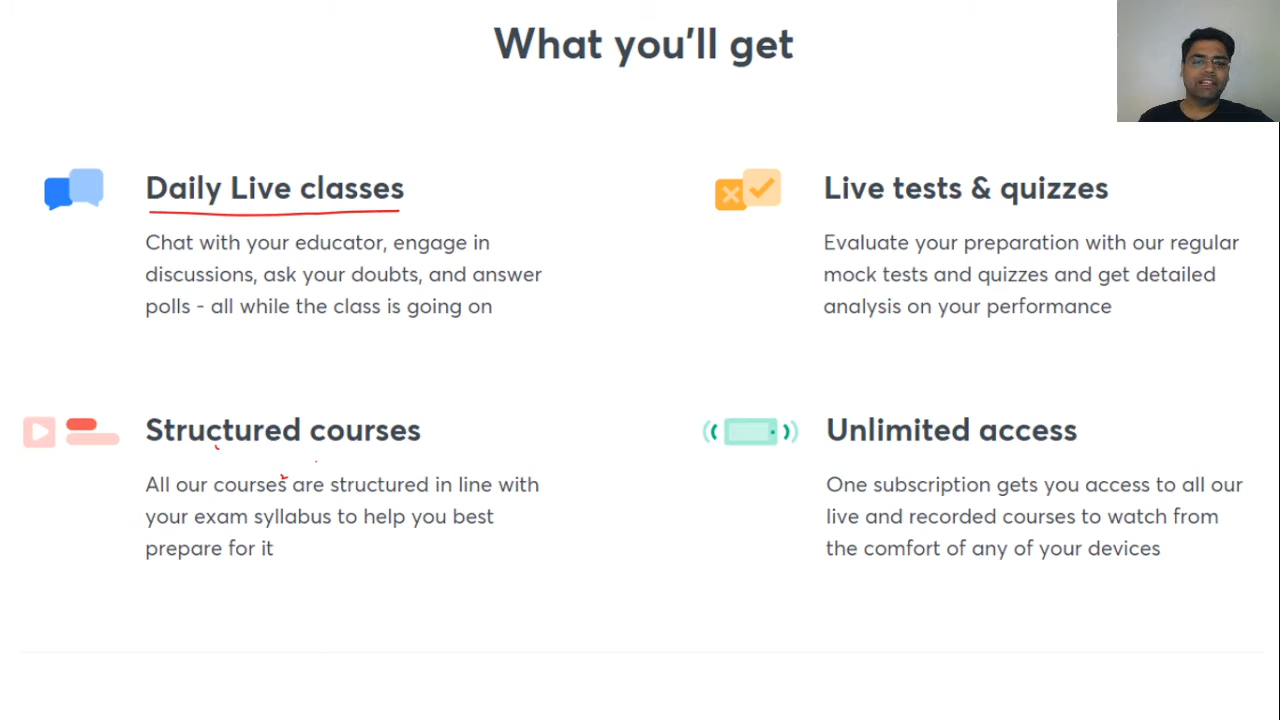 What you'll get
Daily Live classes
Chat with your educator, engage in
discussions, ask your doubts, and answer
polls - all while the class is going on
Live tests & quizzes
Evaluate your preparation with our regular
mock tests and quizzes and get detailed
analysis on your performance
Structured courses
All our courses are structured in line with
your exam syllabus to help you best
prepare for it
Unlimited access
One subscription gets you access to all our
live and recorded courses to watch from
the comfort of any of your devices